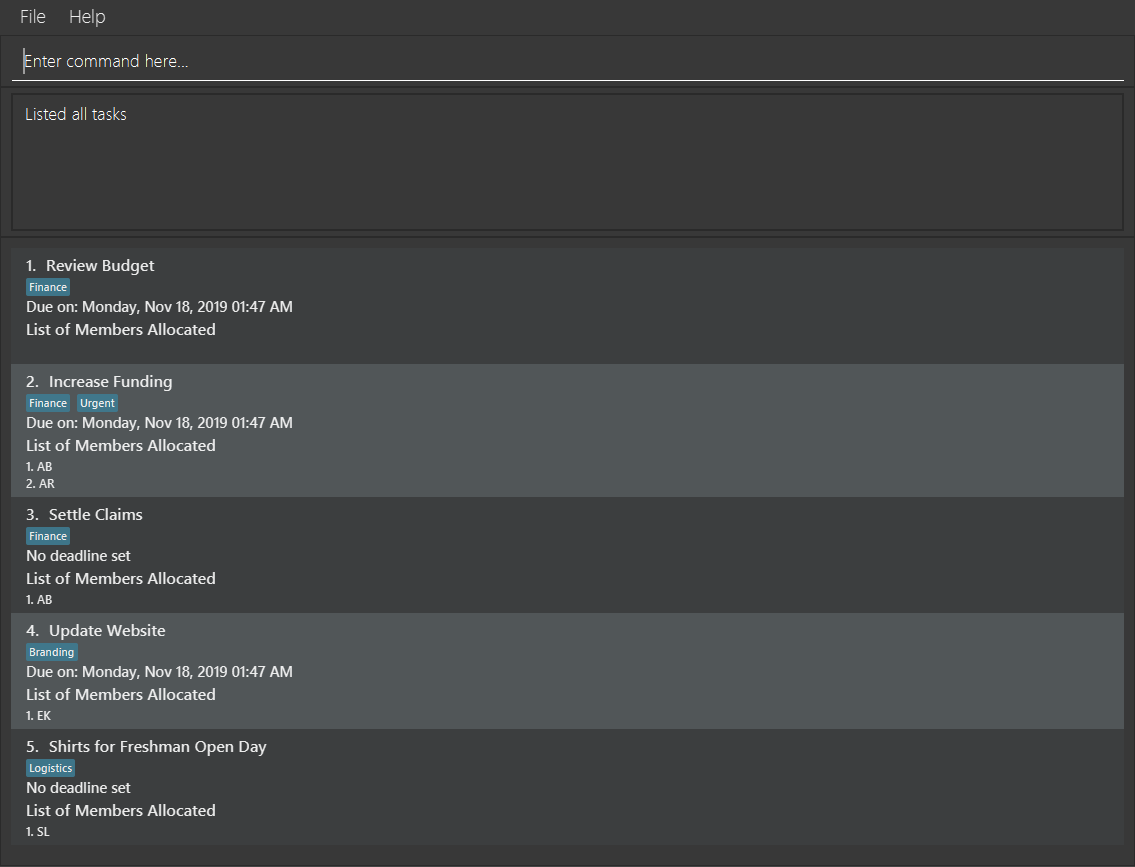 File Help
Enter command here...
Listed all tasks
1. Review Budget
Finance
Due on: Monday, Nov 18, 2019 01:47 AM
List of Members Allocated
2. Increase Funding
Finance Urgent
Due on: Monday, Nov 18, 2019 01:47 AM
List of Members Allocated
1. AB
2. AR
3. Settle Claims
Finance
No deadline set
List of Members Allocated
1. AB
4. Update Website
Branding
Due on: Monday, Nov 18, 2019 01:47 AM
List of Members Allocated
1. EK
5. Shirts for Freshman Open Day
Logistics
No deadline set
List of Members Allocated
1. SL